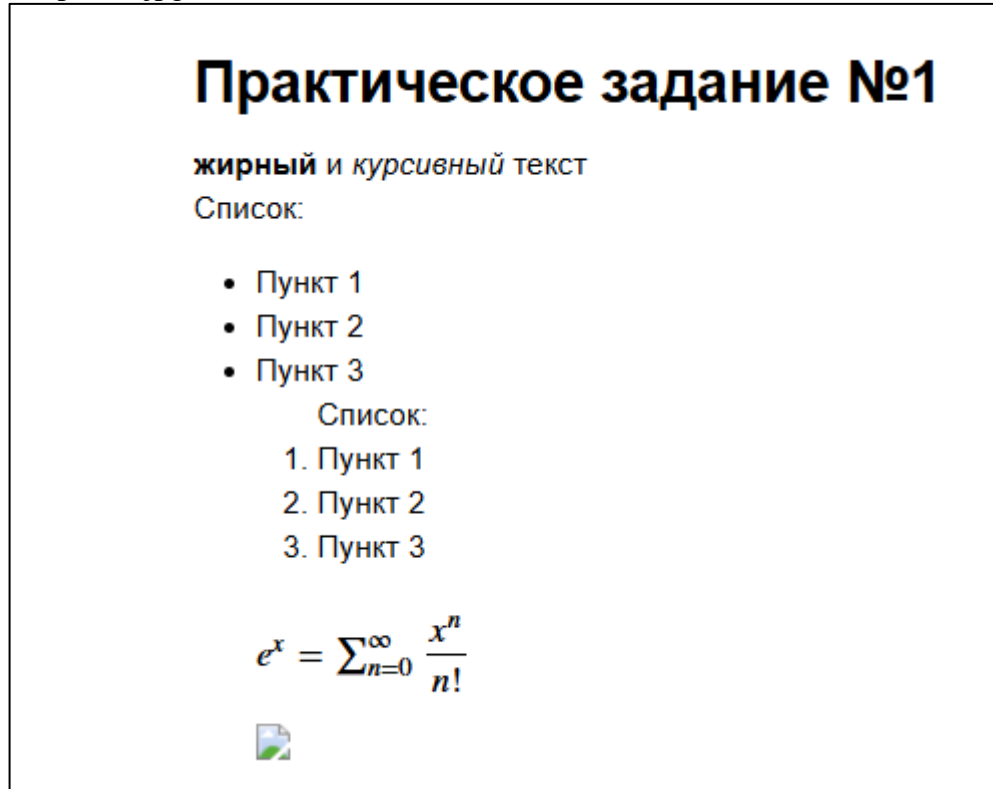 Практическое задание №1
жирный и курсивный текст
Список:
• Пункт 1
• Пункт 2
• Пункт 3
Список:
1. Пункт 1
2. Пункт 2
3. Пункт 3
e^x = ∑_{n=0}^{∞} x^n / n!